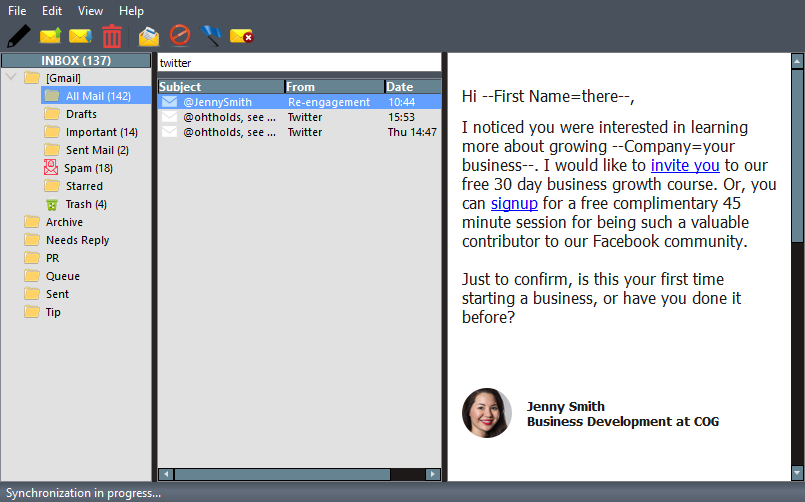 File Edit View Help
INBOX (137)
[Gmail]
All Mail (142)
Drafts
Important (14)
Sent Mail (2)
Spam (18)
Starred
Trash (4)
Archive
Needs Reply
PR
Queue
Sent
Tip
twitter
Subject From Date
@JennySmith Re-engagement 10:44
@ohtholds, see ... Twitter 15:53
@ohtholds, see ... Twitter Thu 14:47
Hi --First Name=there--,
I noticed you were interested in learning
more about growing --Company=your
business--. I would like to invite you to our
free 30 day business growth course. Or, you
can signup for a free complimentary 45
minute session for being such a valuable
contributor to our Facebook community.
Just to confirm, is this your first time
starting a business, or have you done it
before?
Jenny Smith
Business Development at COG
Synchronization in progress...